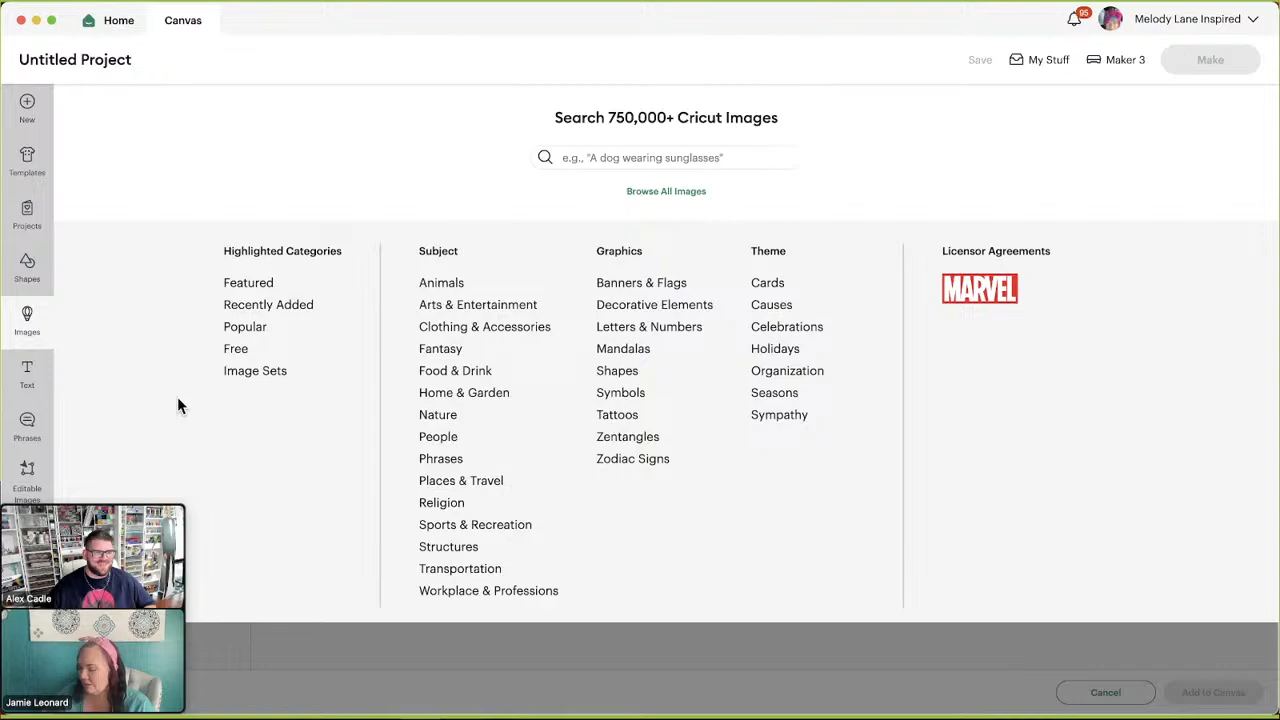 Home
Canvas
95
Melody Lane Inspired
Untitled Project
Save
My Stuff
Maker 3
Make
New
Templates
Projects
Shapes
Images
Text
Phrases
Editable
Images
Search 750,000+ Cricut Images
e.g., "A dog wearing sunglasses"
Browse All Images
Highlighted Categories
Featured
Recently Added
Popular
Free
Image Sets
Subject
Animals
Arts & Entertainment
Clothing & Accessories
Fantasy
Food & Drink
Home & Garden
Nature
People
Phrases
Places & Travel
Religion
Sports & Recreation
Structures
Transportation
Workplace & Professions
Graphics
Banners & Flags
Decorative Elements
Letters & Numbers
Mandalas
Shapes
Symbols
Tattoos
Zentangles
Zodiac Signs
Theme
Cards
Causes
Celebrations
Holidays
Organization
Seasons
Sympathy
Licensor Agreements
MARVEL
Alex Cadle
Jamie Leonard
Cancel
Add to Canvas